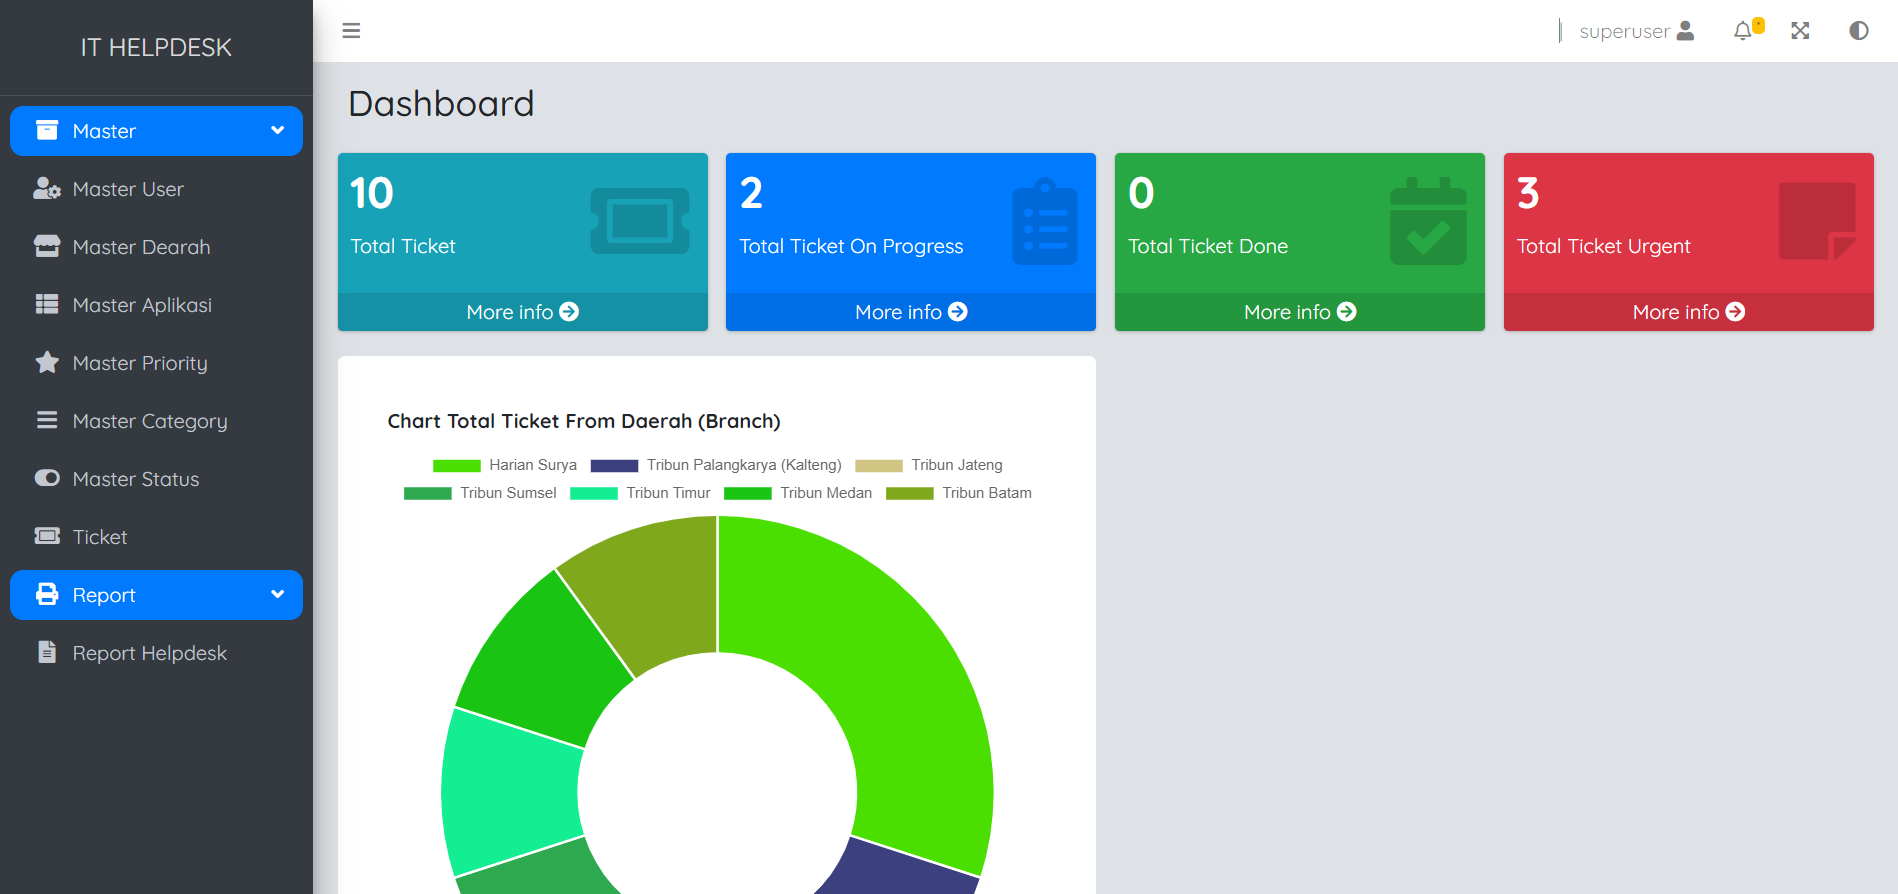 IT HELPDESK
superuser
Master
Master User
Master Dearah
Master Aplikasi
Master Priority
Master Category
Master Status
Ticket
Report
Report Helpdesk
Dashboard
10
Total Ticket
More info
2
Total Ticket On Progress
More info
0
Total Ticket Done
More info
3
Total Ticket Urgent
More info
Chart Total Ticket From Daerah (Branch)
Harian Surya Tribun Palangkarya (Kalteng) Tribun Jateng
Tribun Sumsel Tribun Timur Tribun Medan Tribun Batam